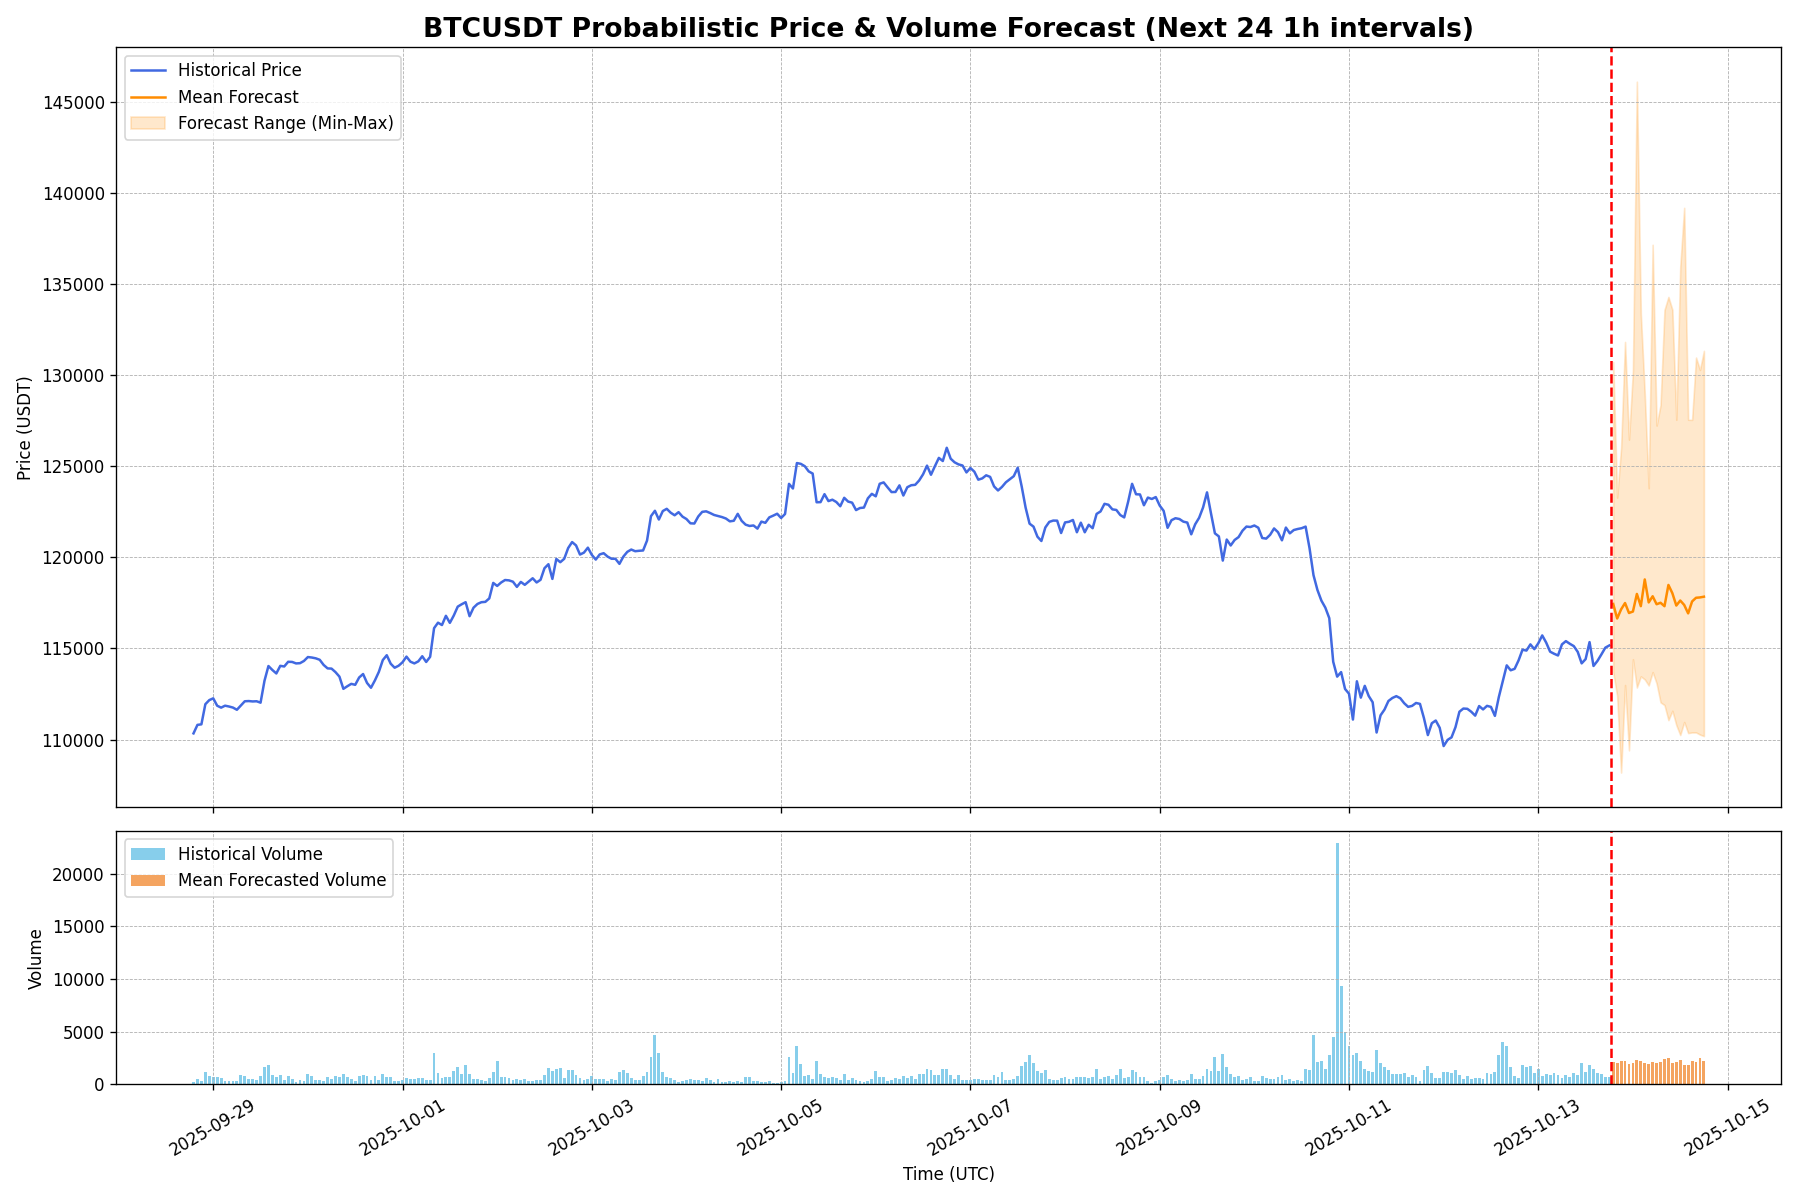 BTCUSDT Probabilistic Price & Volume Forecast (Next 24 1h intervals)
Historical Price
Mean Forecast
Forecast Range (Min-Max)
145000
140000
135000
130000
125000
120000
115000
110000
Price (USDT)
Historical Volume
Mean Forecasted Volume
20000
15000
10000
5000
0
Volume
2025-09-29
2025-10-01
2025-10-03
2025-10-05
2025-10-07
2025-10-09
2025-10-11
2025-10-13
2025-10-15
Time (UTC)